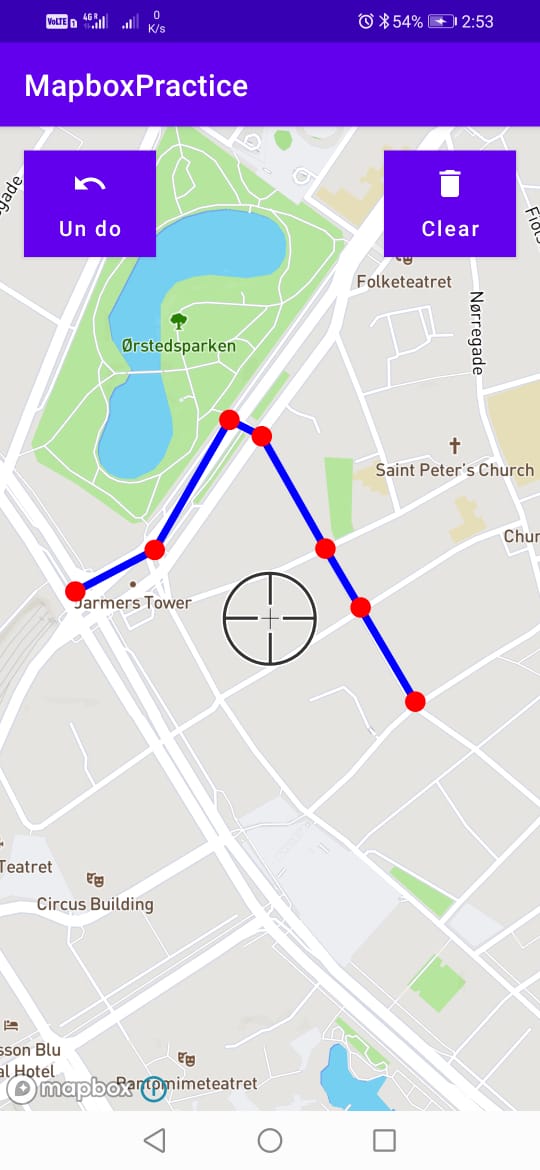 VoLTE
4G R
0
K/s
54%
2:53
MapboxPractice
Un do
Clear
gade
Fiols
Folketeatret
Nørregade
Ørstedsparken
Saint Peter's Church
Chur
Jarmers Tower
Teatret
Circus Building
sson Blu
al Hotel
mapbox
Pantomimeteatret